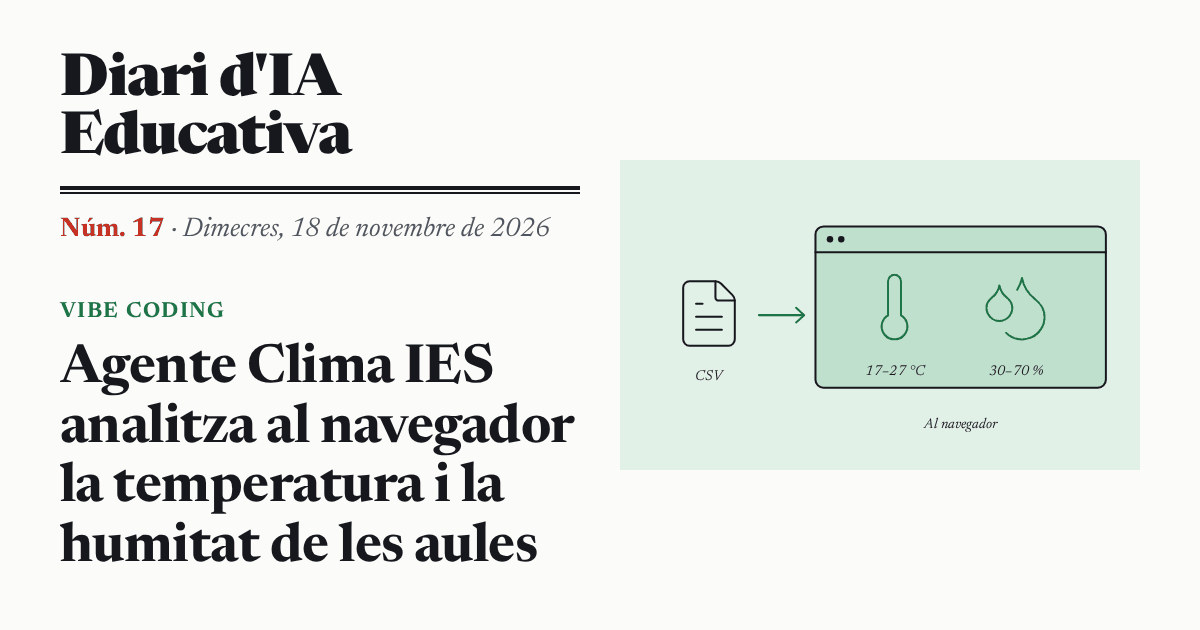 Diari d'IA
Educativa
Núm. 17 · Dimecres, 18 de novembre de 2026
VIBE CODING
Agente Clima IES
analitza al navegador
la temperatura i la
humitat de les aules
CSV
17–27 °C
30–70 %
Al navegador